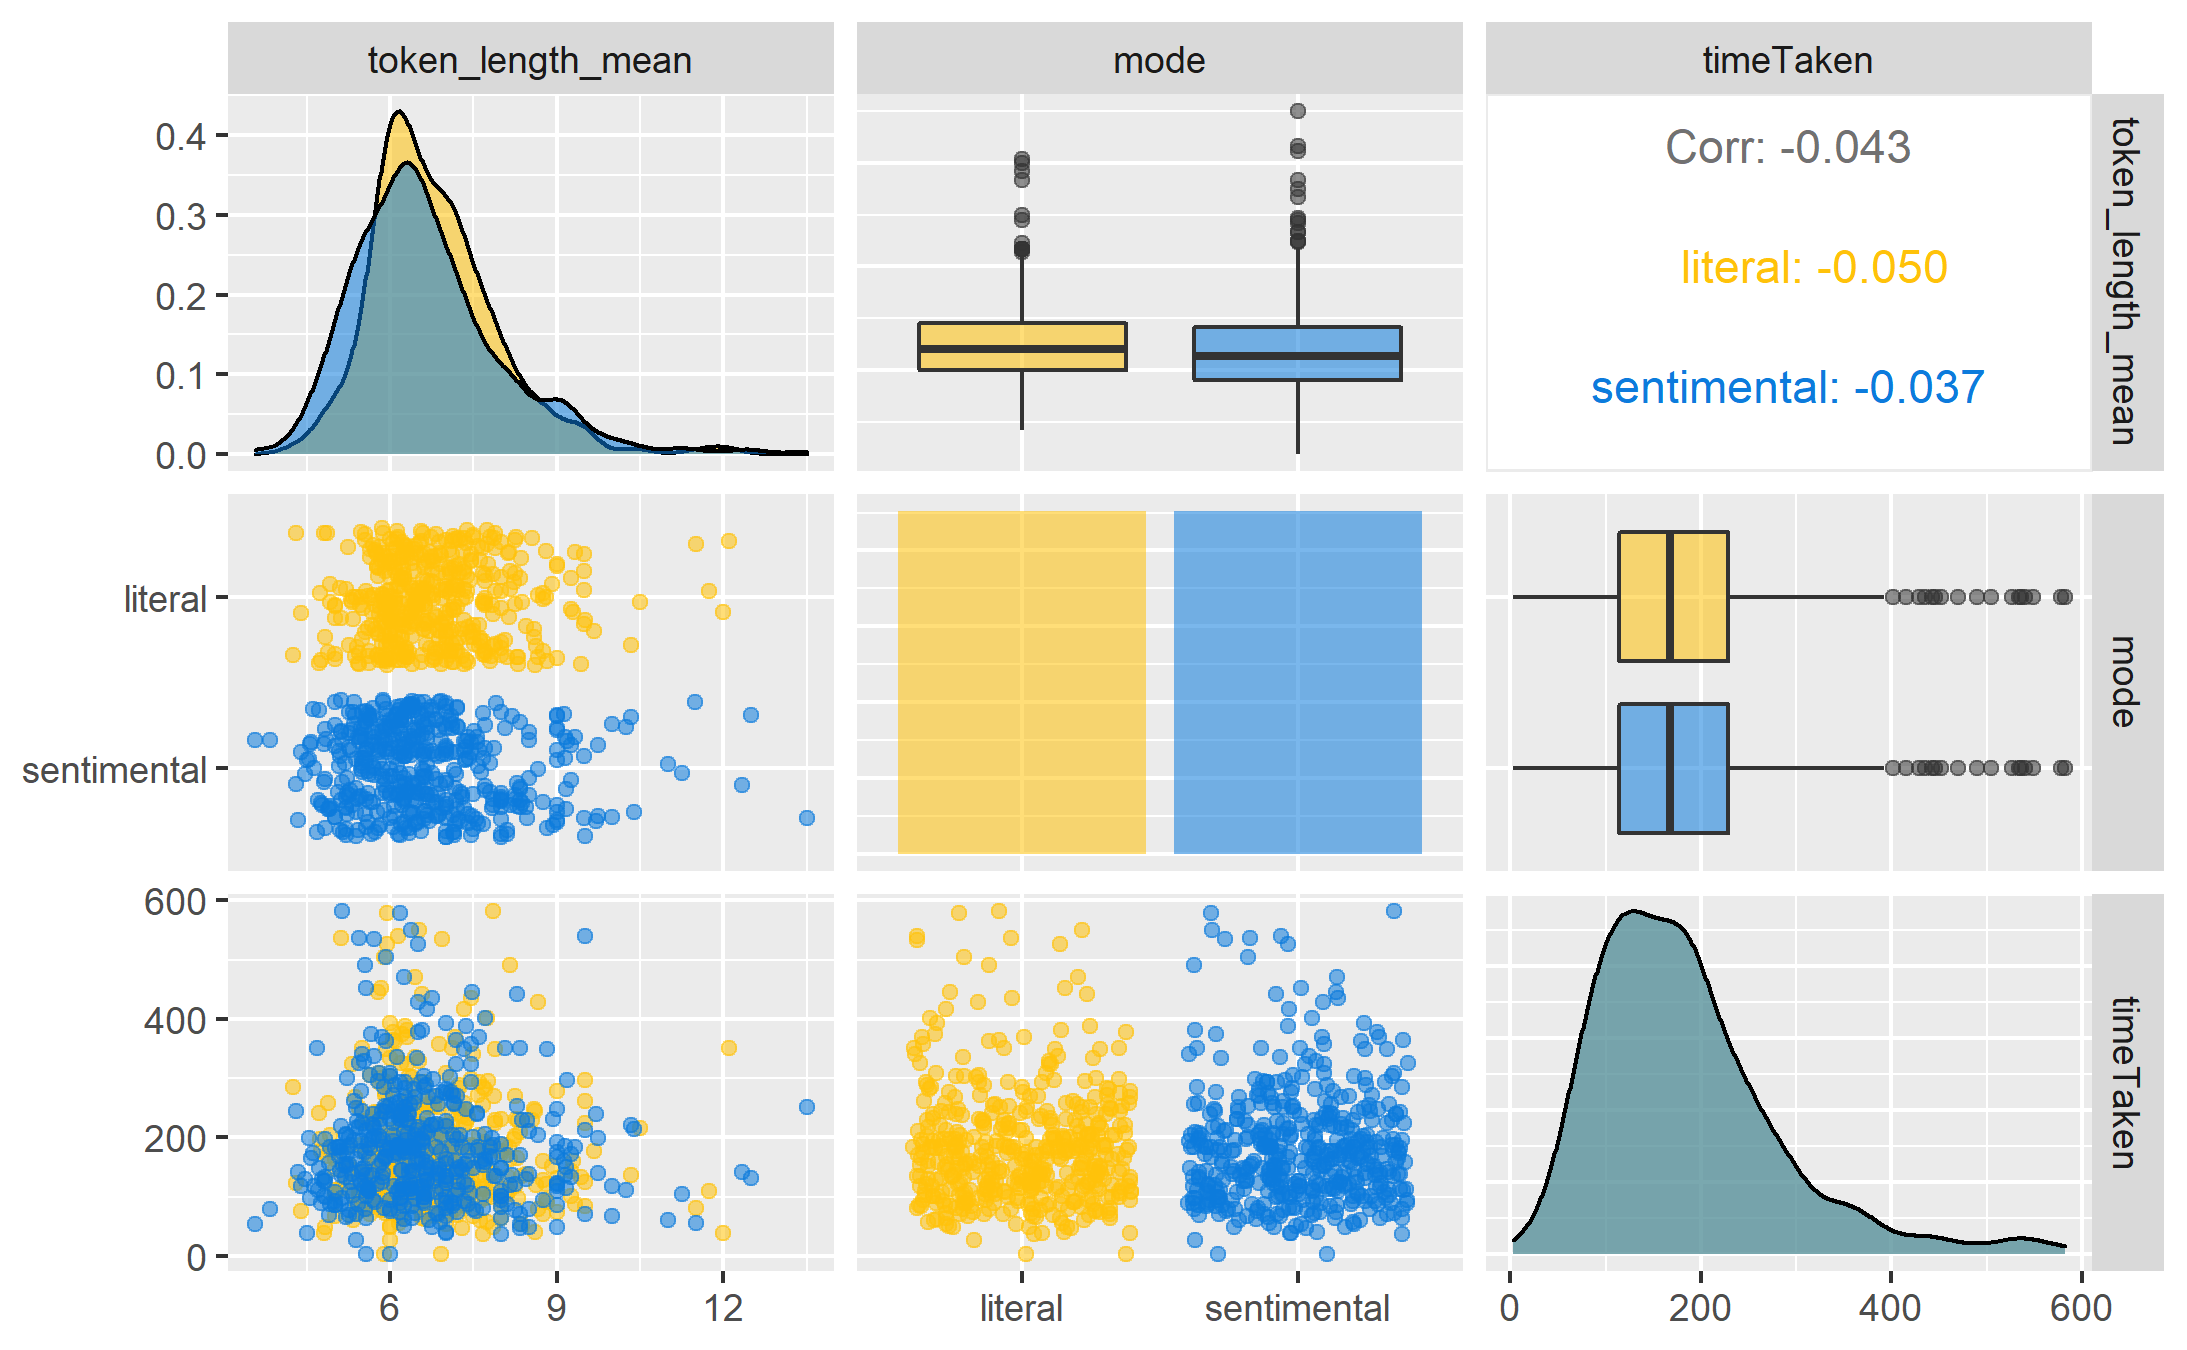 token_length_mean
mode
timeTaken
0.4
0.3
0.2
0.1
0.0
Corr: -0.043
literal: -0.050
sentimental: -0.037
token_length_mean
literal
sentimental
mode
600
400
200
0
timeTaken
6
9
12
literal
sentimental
0
200
400
600